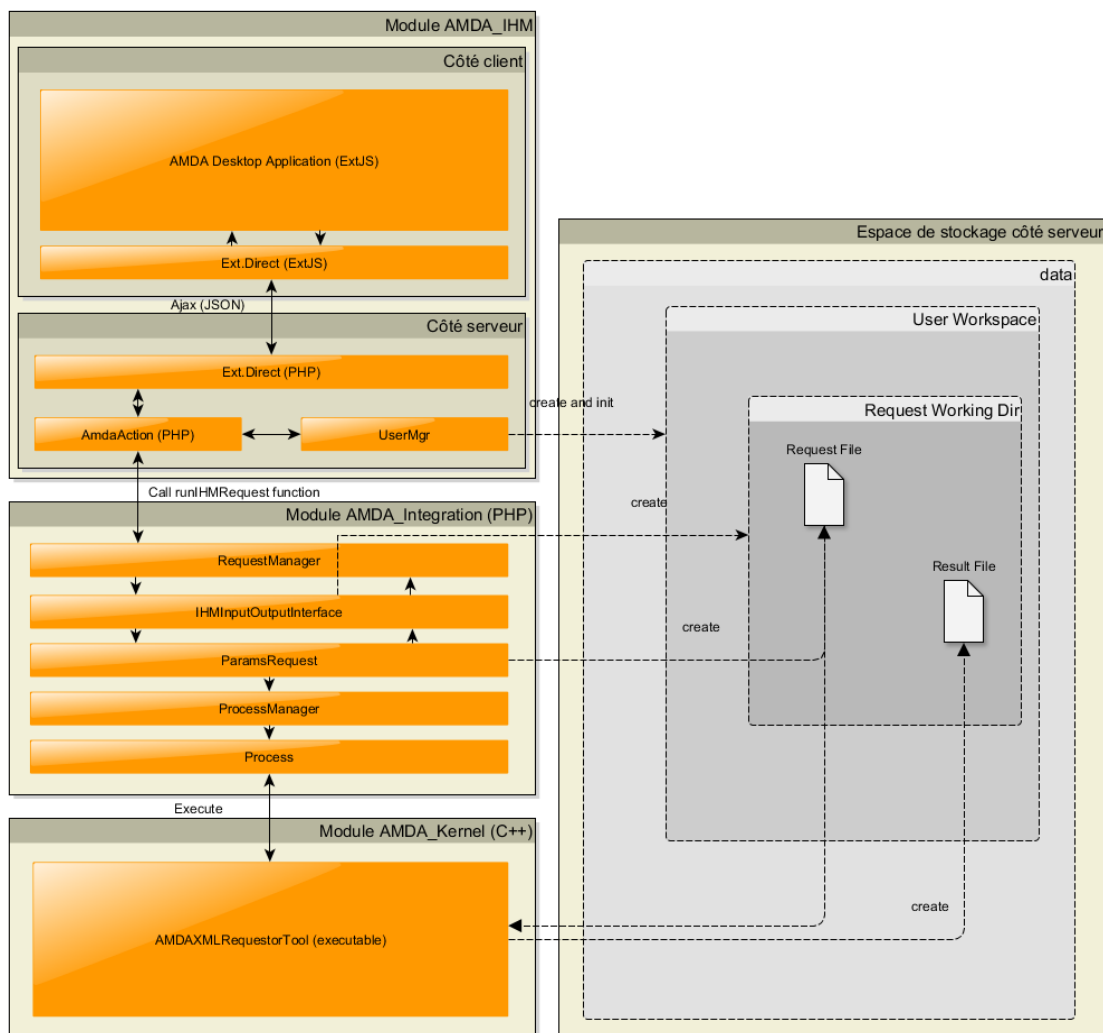 Module AMDA_IHM
Côté client
AMDA Desktop Application (ExtJS)
Ext.Direct (ExtJS)
Ajax (JSON)
Côté serveur
Ext.Direct (PHP)
AmdaAction (PHP)
UserMgr
create and init
Call runIHMRequest function
Module AMDA_Integration (PHP)
RequestManager
IHMInputOutputInterface
ParamsRequest
ProcessManager
Process
Execute
Module AMDA_Kernel (C++)
AMDAXMLRequestorTool (executable)
Espace de stockage côté serveur
data
User Workspace
Request Working Dir
Request File
create
Result File
create
create